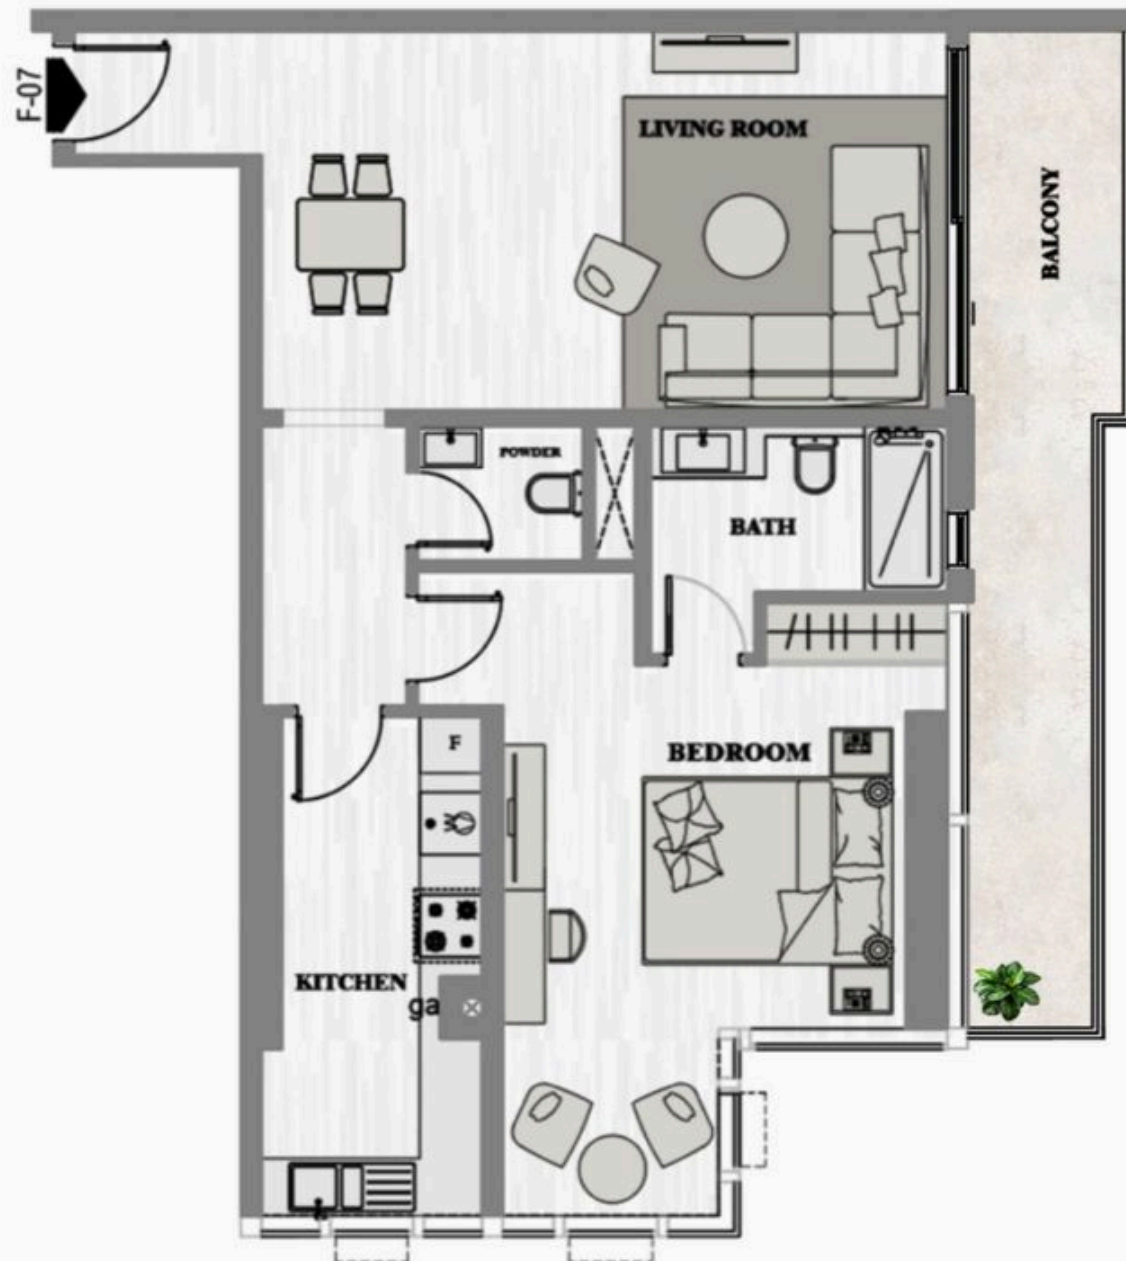 F-07
LIVING ROOM
BALCONY
POWDER
BATH
BEDROOM
F
KITCHEN
ga